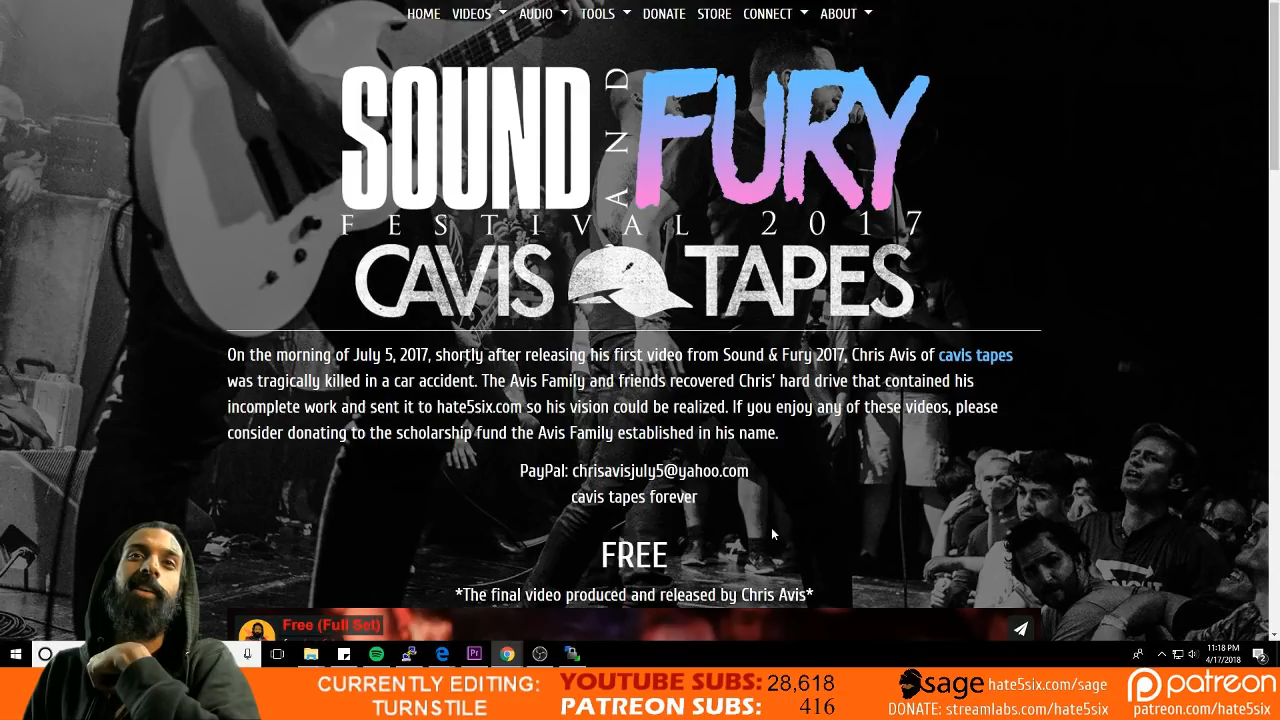 HOME VIDEOS AUDIO TOOLS DONATE STORE CONNECT ABOUT
SOUND AND FURY
FESTIVAL 2017
CAVIS TAPES
On the morning of July 5, 2017, shortly after releasing his first video from Sound & Fury 2017, Chris Avis of cavis tapes
was tragically killed in a car accident. The Avis Family and friends recovered Chris' hard drive that contained his
incomplete work and sent it to hate5six.com so his vision could be realized. If you enjoy any of these videos, please
consider donating to the scholarship fund the Avis Family established in his name.
PayPal: chrisavisjuly5@yahoo.com
cavis tapes forever
FREE
*The final video produced and released by Chris Avis*
Free (Full Set)
Pr
11:18 PM
4/17/2018
2
CURRENTLY EDITING:
TURNSTILE
YOUTUBE SUBS: 28,618
PATREON SUBS: 416
sage hate5six.com/sage
DONATE: streamlabs.com/hate5six
patreon
patreon.com/hate5six